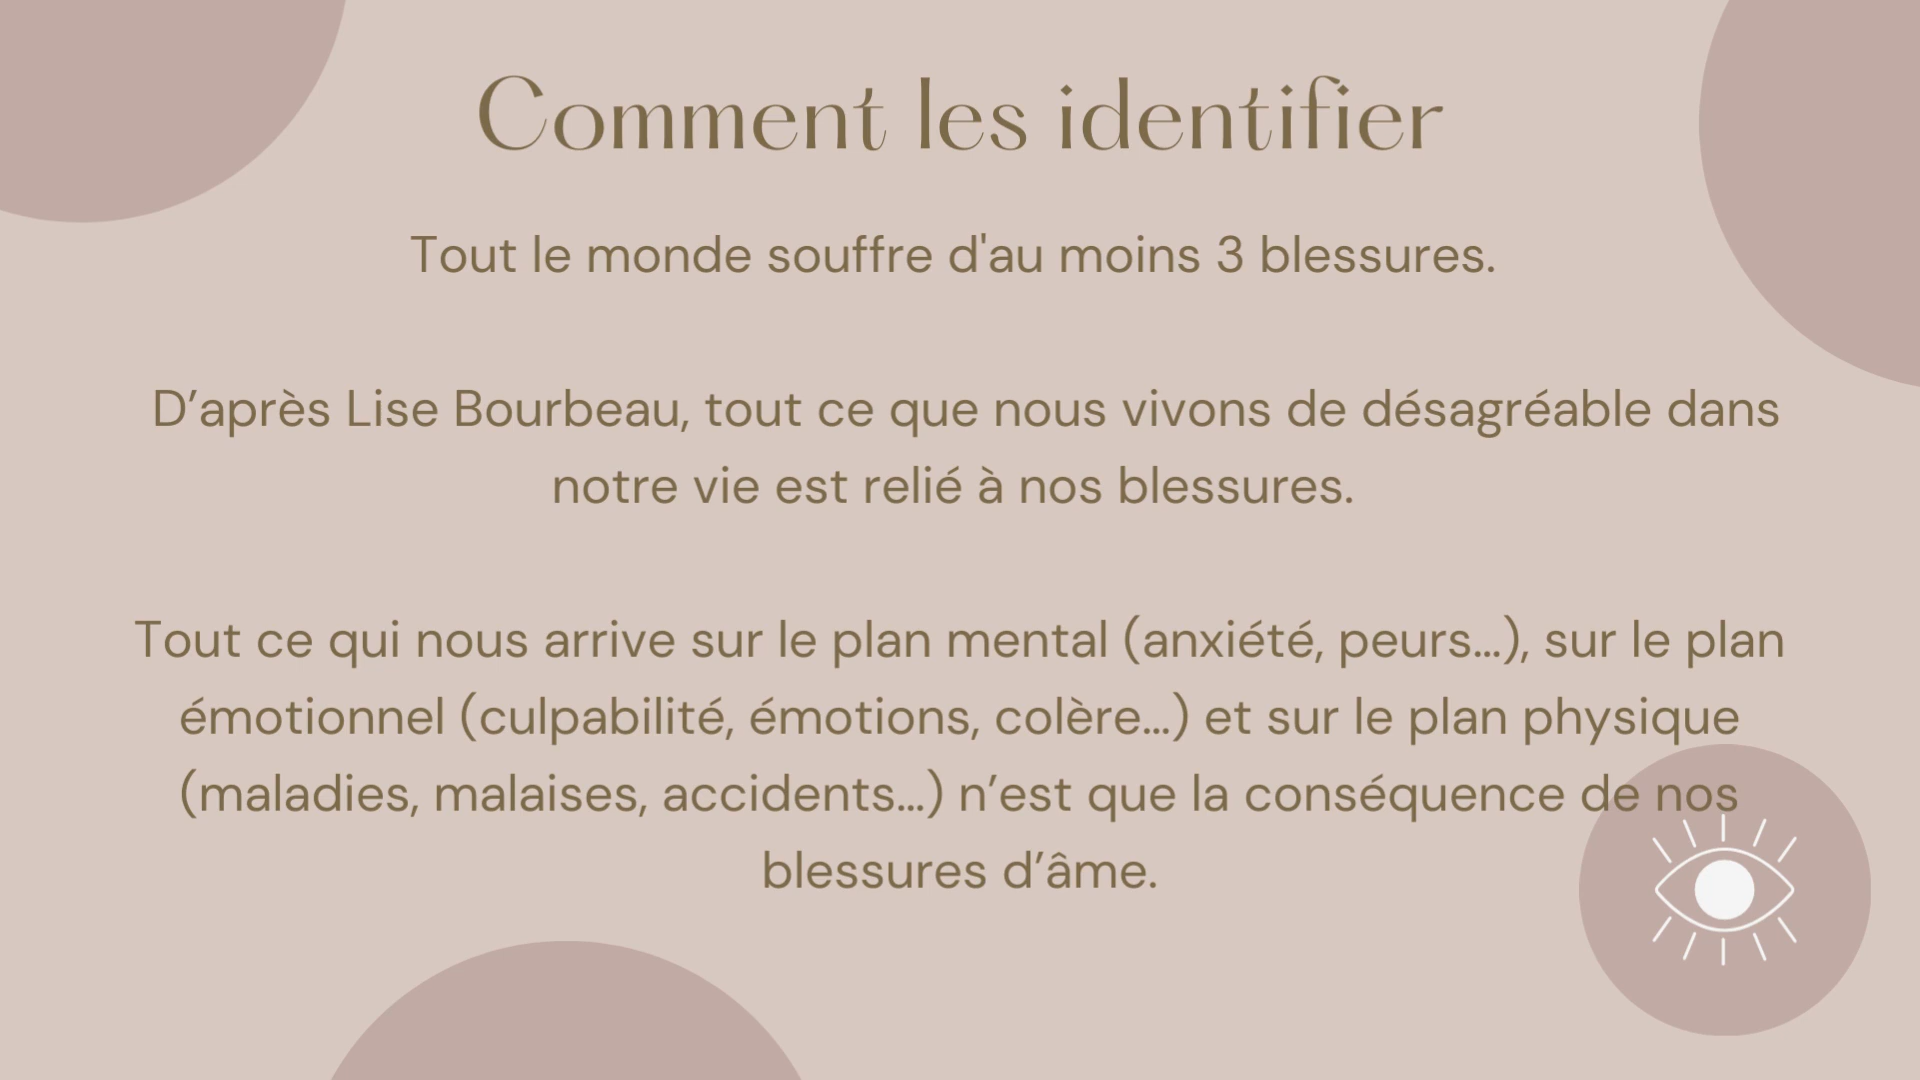 Comment les identifier
Tout le monde souffre d'au moins 3 blessures.
D’après Lise Bourbeau, tout ce que nous vivons de désagréable dans
notre vie est relié à nos blessures.
Tout ce qui nous arrive sur le plan mental (anxiété, peurs...), sur le plan
émotionnel (culpabilité, émotions, colère...) et sur le plan physique
(maladies, malaises, accidents...) n’est que la conséquence de nos
blessures d’âme.